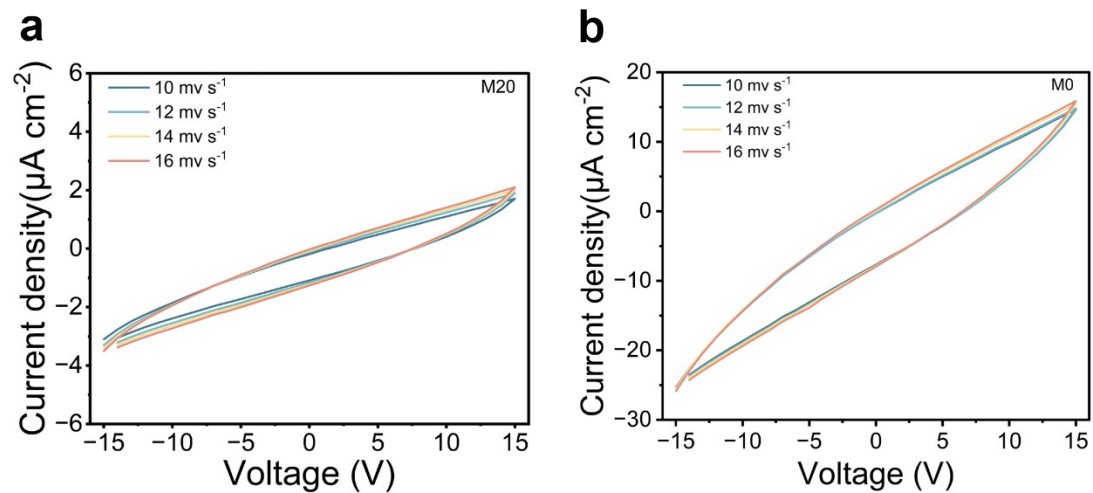 a
Current density(μA cm⁻²)
6
4
2
0
−2
−4
−6
10 mv s⁻¹
12 mv s⁻¹
14 mv s⁻¹
16 mv s⁻¹
M20
−15 −10 −5 0 5 10 15
Voltage (V)
b
Current density(μA cm⁻²)
20
10
0
−10
−20
−30
10 mv s⁻¹
12 mv s⁻¹
14 mv s⁻¹
16 mv s⁻¹
M0
−15 −10 −5 0 5 10 15
Voltage (V)